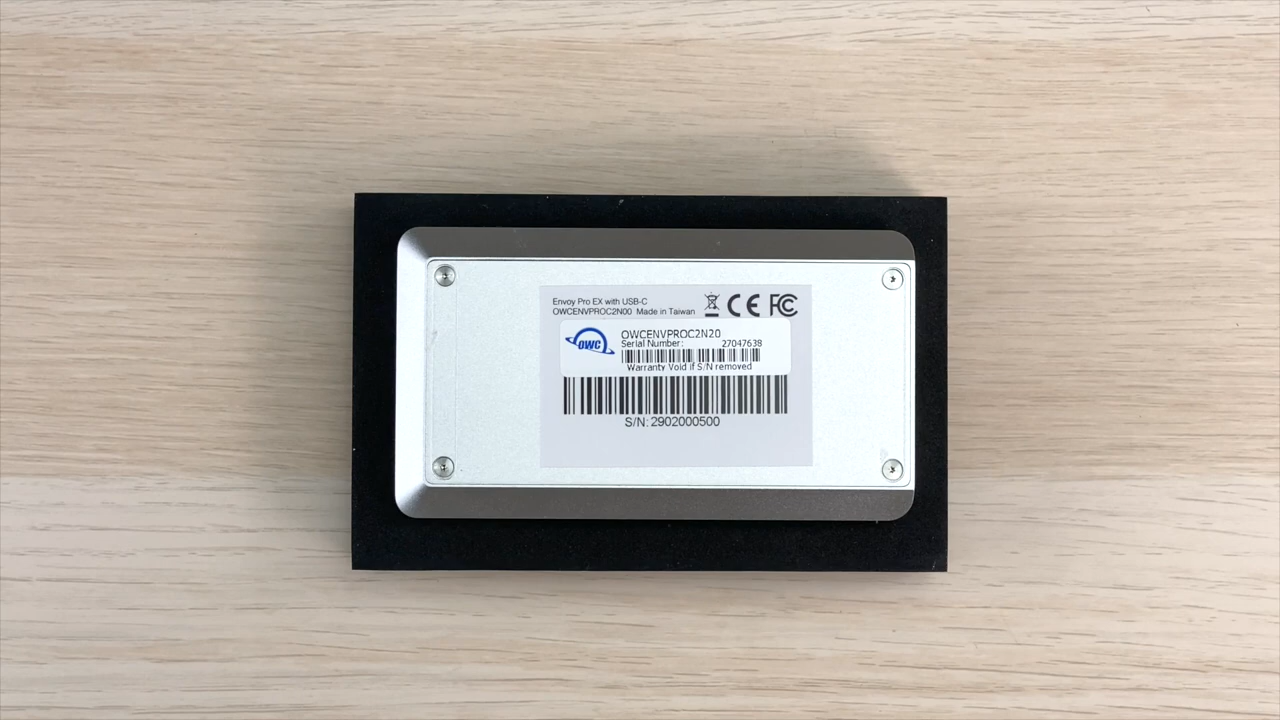 Envoy Pro EX with USB-C
OWCENVPROC2N00 Made in Taiwan
CE FC
OWC
OWCENVPROC2N20
Serial Number: 27047638
Warranty Void if S/N removed
S/N: 2902000500